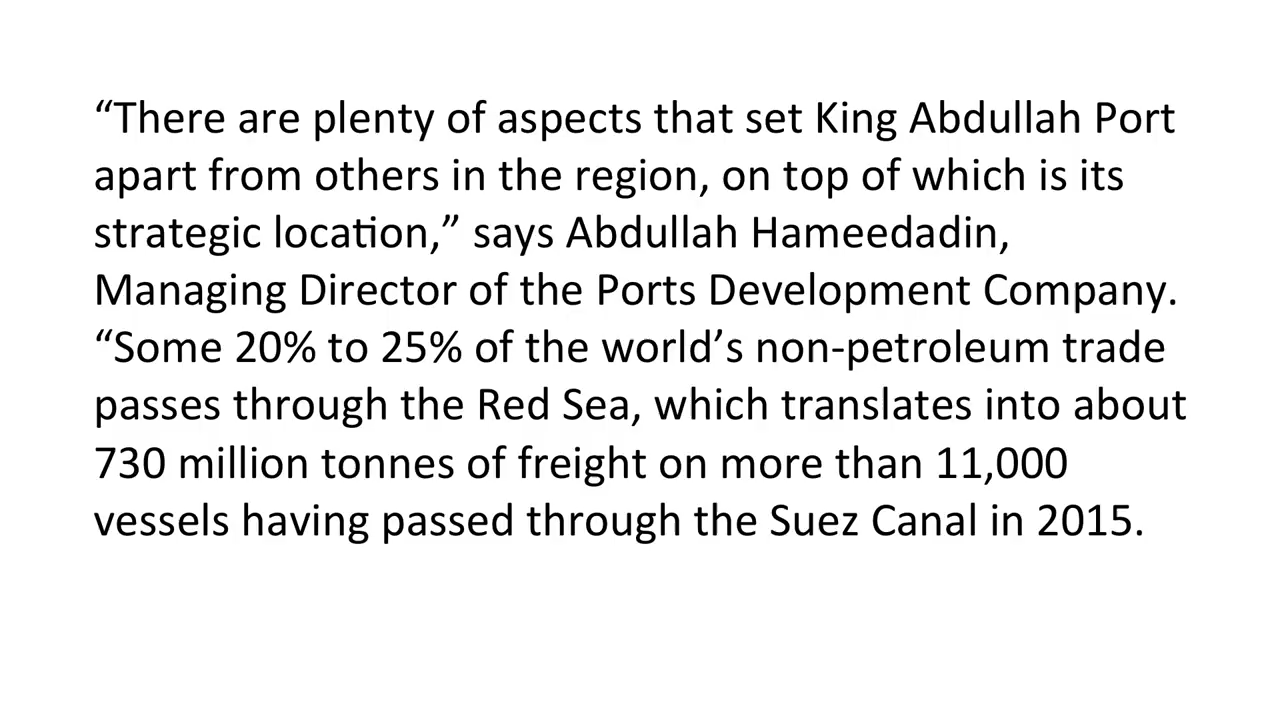 “There are plenty of aspects that set King Abdullah Port
apart from others in the region, on top of which is its
strategic location,” says Abdullah Hameedadin,
Managing Director of the Ports Development Company.
“Some 20% to 25% of the world’s non-petroleum trade
passes through the Red Sea, which translates into about
730 million tonnes of freight on more than 11,000
vessels having passed through the Suez Canal in 2015.